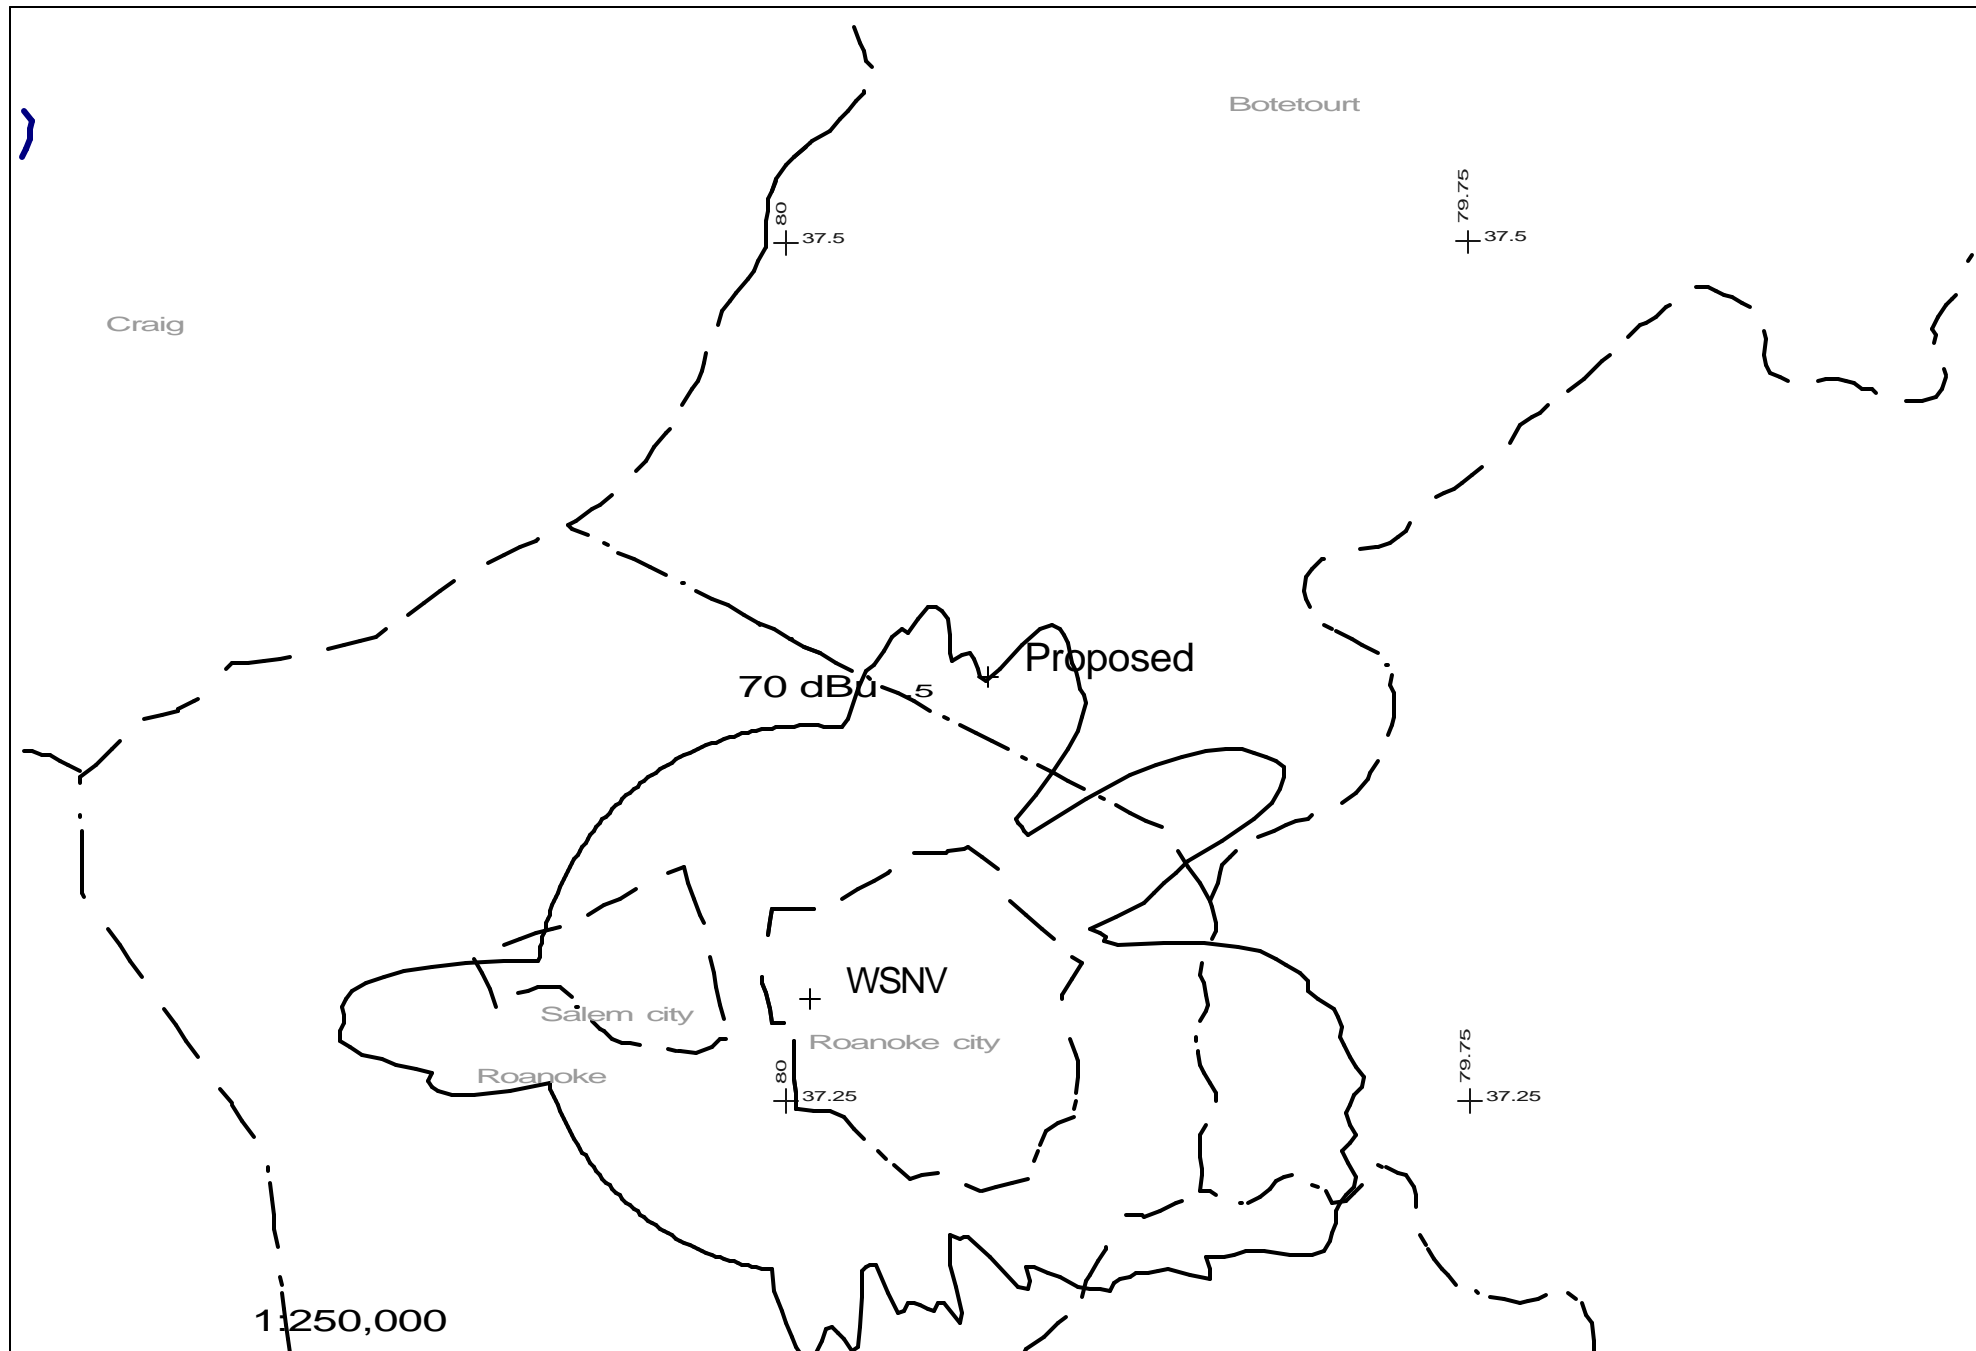 Botetourt
79.75
80
37.5
37.5
Craig
Proposed
70 dBu .5
WSNV
Salem city
Roanoke city
79.75
80
Roanoke
37.25
37.25
1:250,000